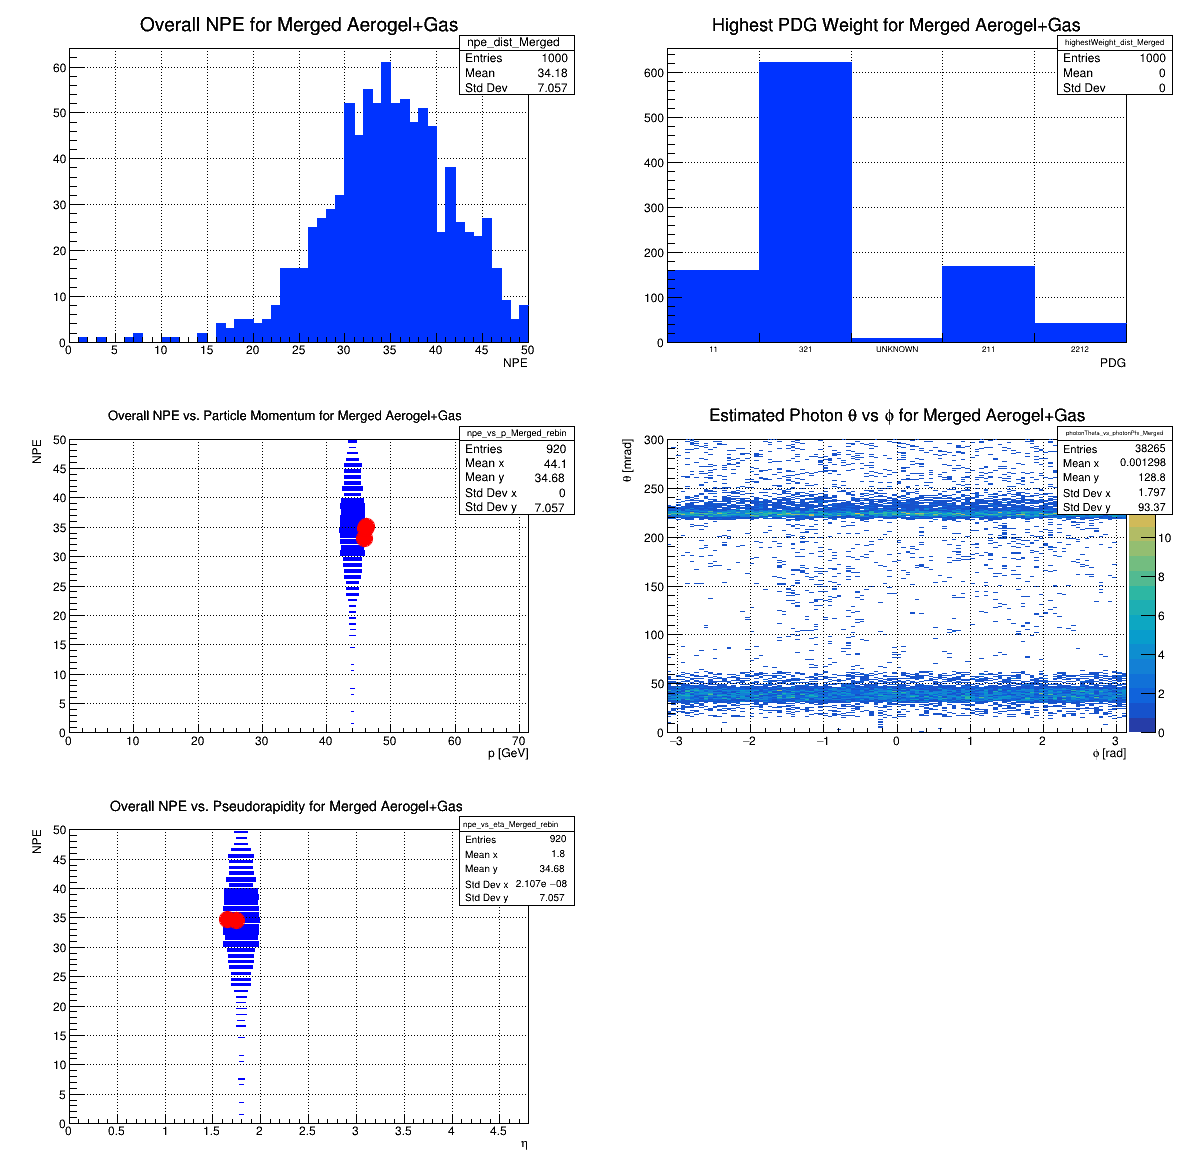 Overall NPE for Merged Aerogel+Gas
npe_dist_Merged
Entries 1000
Mean 34.18
Std Dev 7.057
60
50
40
30
20
10
0
0 5 10 15 20 25 30 35 40 45 50
NPE
Highest PDG Weight for Merged Aerogel+Gas
highestWeight_dist_Merged
Entries 1000
Mean 0
Std Dev 0
600
500
400
300
200
100
0
11 321 UNKNOWN 211 2212
PDG
Overall NPE vs. Particle Momentum for Merged Aerogel+Gas
npe_vs_p_Merged_rebin
Entries 920
Mean x 44.1
Mean y 34.68
Std Dev x 0
Std Dev y 7.057
NPE
50
45
40
35
30
25
20
15
10
5
0
0 10 20 30 40 50 60 70
p [GeV]
Estimated Photon θ vs ϕ for Merged Aerogel+Gas
photonTheta_vs_photonPhi_Merged
Entries 38265
Mean x 0.001298
Mean y 128.8
Std Dev x 1.797
Std Dev y 93.37
θ [mrad]
300
250
200
150
100
50
0
−3 −2 −1 0 1 2 3
ϕ [rad]
10
8
6
4
2
0
Overall NPE vs. Pseudorapidity for Merged Aerogel+Gas
npe_vs_eta_Merged_rebin
Entries 920
Mean x 1.8
Mean y 34.68
Std Dev x 2.107e −08
Std Dev y 7.057
NPE
50
45
40
35
30
25
20
15
10
5
0
0 0.5 1 1.5 2 2.5 3 3.5 4 4.5
η